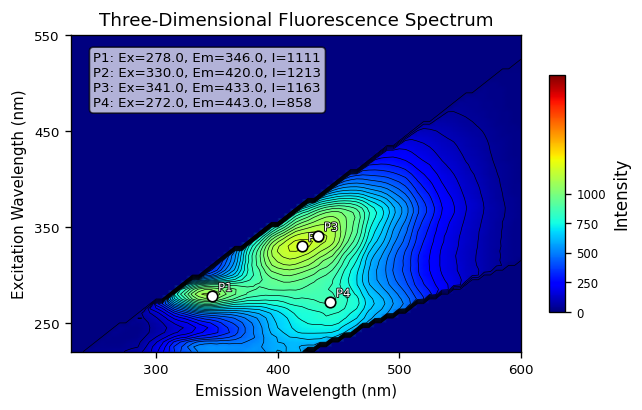 Three-Dimensional Fluorescence Spectrum
P1: Ex=278.0, Em=346.0, I=1111
P2: Ex=330.0, Em=420.0, I=1213
P3: Ex=341.0, Em=433.0, I=1163
P4: Ex=272.0, Em=443.0, I=858
550
450
350
250
Excitation Wavelength (nm)
P3
P1
P4
300
400
500
600
Emission Wavelength (nm)
1000
750
500
250
0
Intensity